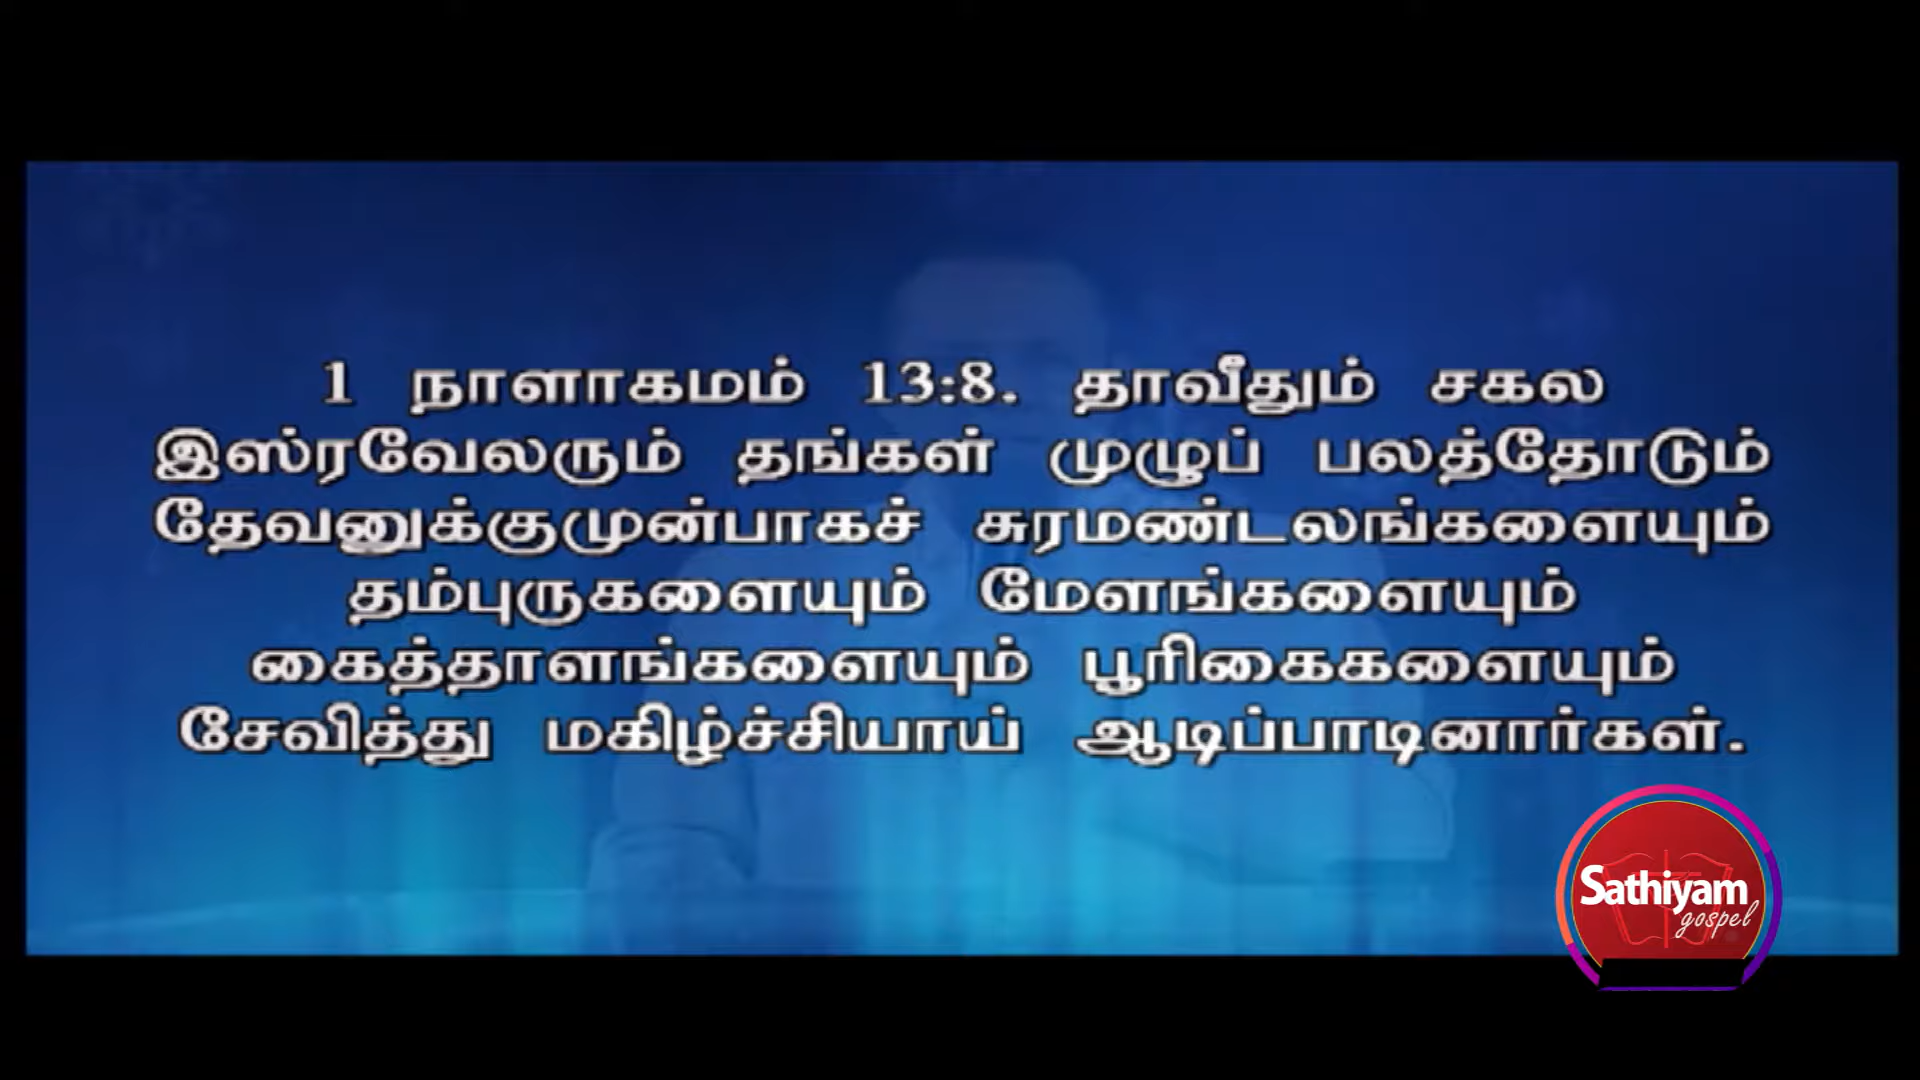 1 நாளாகமம் 13:8. தாவீதும் சகல
இஸ்ரவேலரும் தங்கள் முழுப் பலத்தோடும்
தேவனுக்குமுன்பாகச் சுரமண்டலங்களையும்
தம்புருகளையும் மேளங்களையும்
கைத்தாளங்களையும் பூரிகைகளையும்
சேவித்து மகிழ்ச்சியாய் ஆடிப்பாடினார்கள்.
Sathiyam
gospel